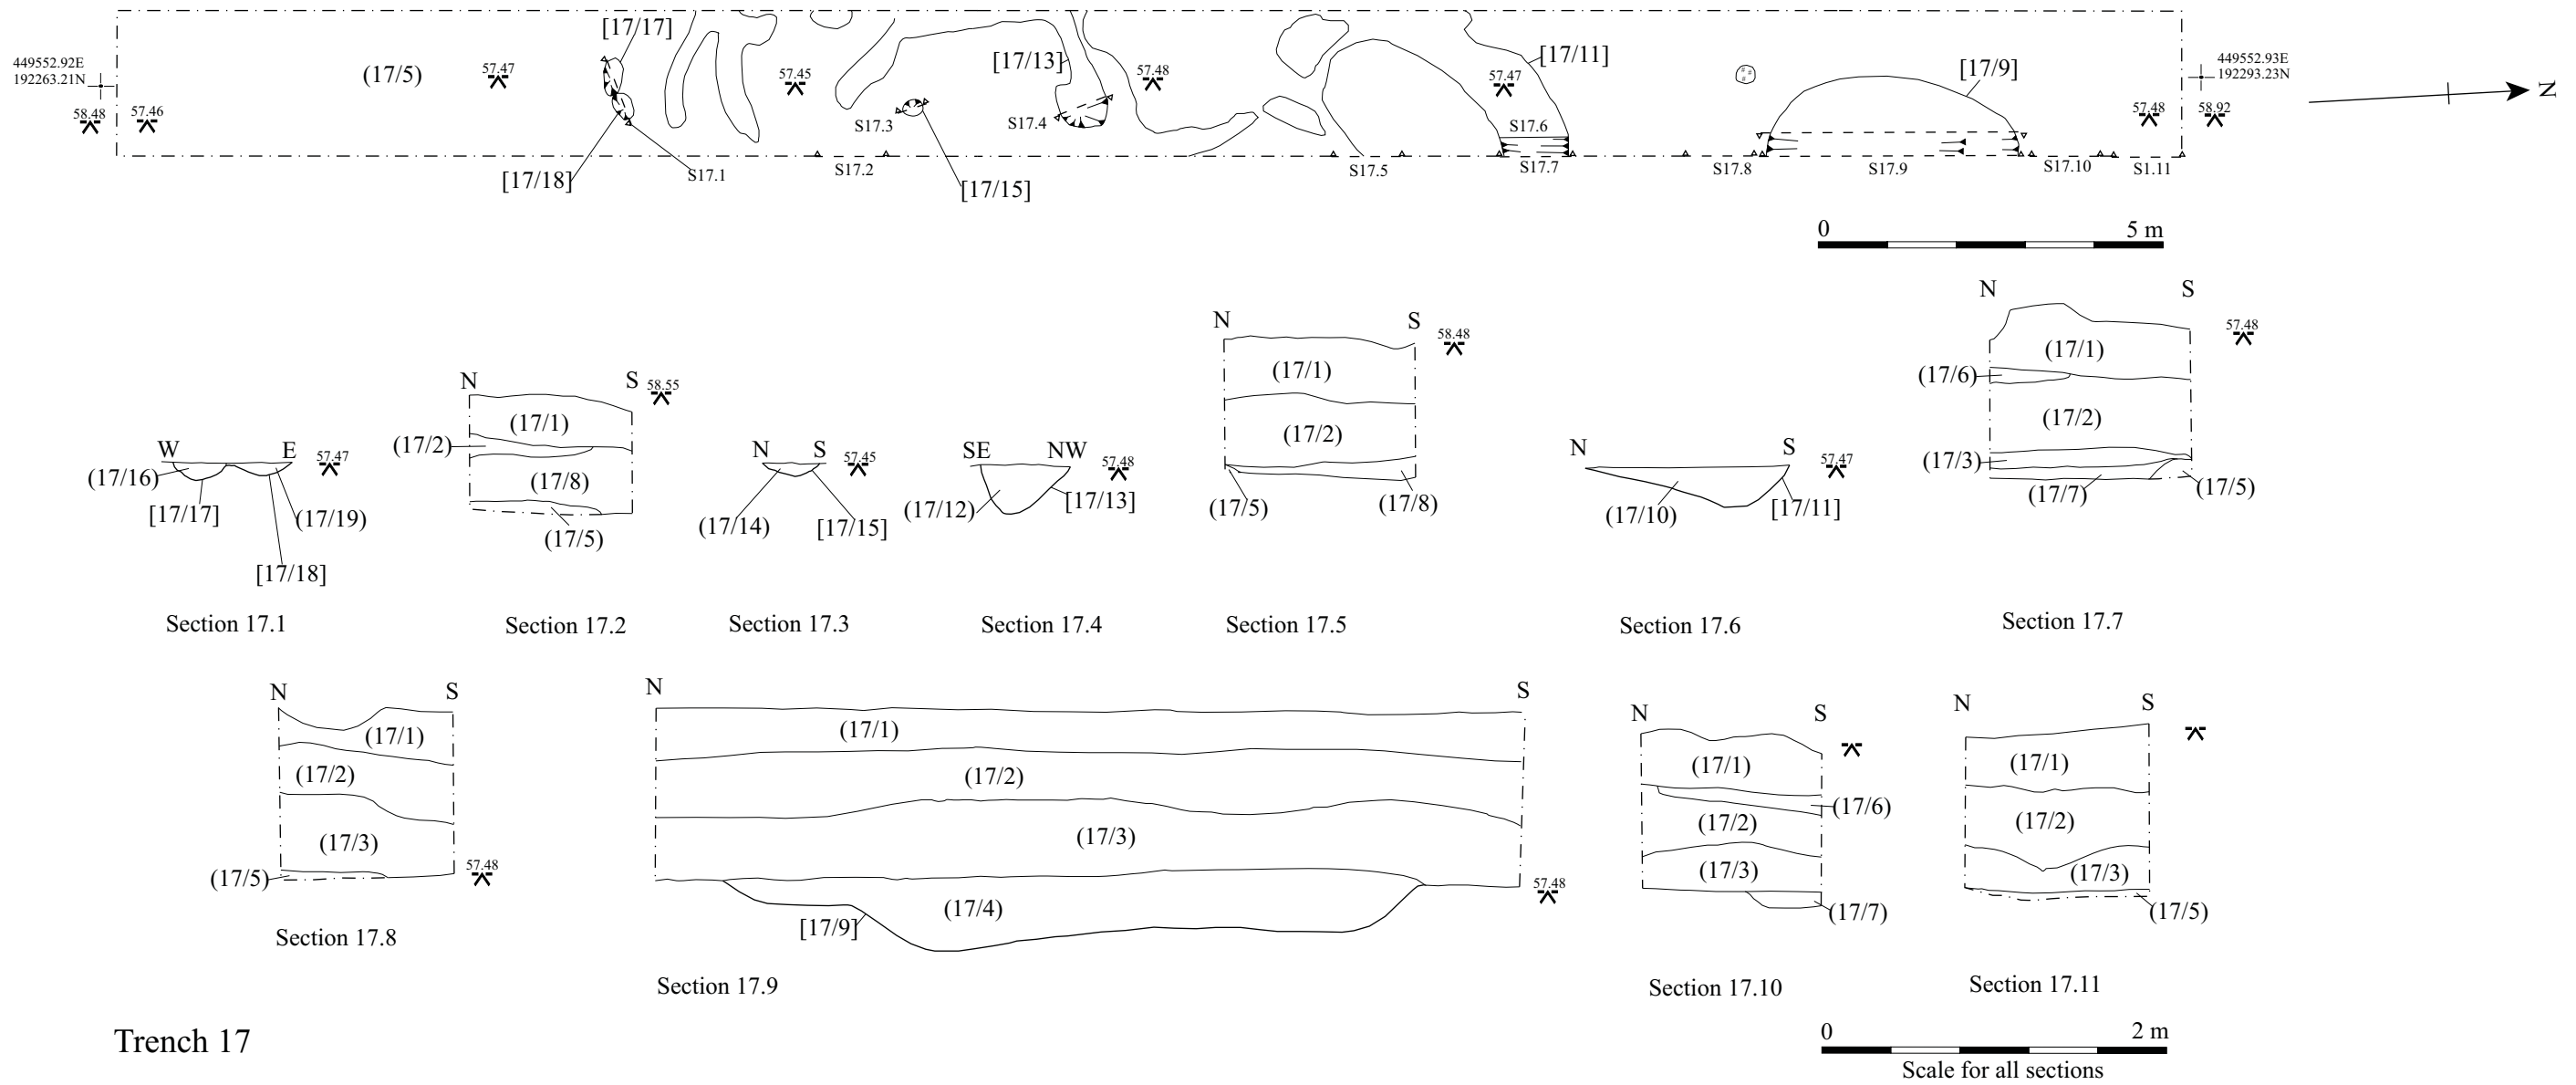 [17/17]
449552.92E
192263.21N
(17/5)
57.47
57.45
[17/13]
57.48
57.47
[17/11]
[17/9]
449552.93E
192293.23N
N
58.48
57.46
S17.3
S17.4
S17.6
57.48
58.92
[17/18]
S17.1
S17.2
[17/15]
S17.5
S17.7
S17.8
S17.9
S17.10
S1.11
0 5 m
W E 57.47
(17/16)
[17/17]
(17/19)
[17/18]
Section 17.1
N S 58.55
(17/1)
(17/2)
(17/8)
(17/5)
Section 17.2
N S 57.45
(17/14)
[17/15]
Section 17.3
SE NW 57.48
(17/12)
[17/13]
Section 17.4
N S 58.48
(17/1)
(17/2)
(17/5)
(17/8)
Section 17.5
N S 57.47
(17/10)
[17/11]
Section 17.6
N S 57.48
(17/1)
(17/6)
(17/2)
(17/3)
(17/7)
(17/5)
Section 17.7
N S
(17/1)
(17/2)
(17/3)
(17/5)
57.48
Section 17.8
N S
(17/1)
(17/2)
(17/3)
57.48
(17/4)
[17/9]
Section 17.9
N S
(17/1)
(17/6)
(17/2)
(17/3)
(17/7)
Section 17.10
N S
(17/1)
(17/2)
(17/3)
(17/5)
Section 17.11
Trench 17
0 2 m
Scale for all sections